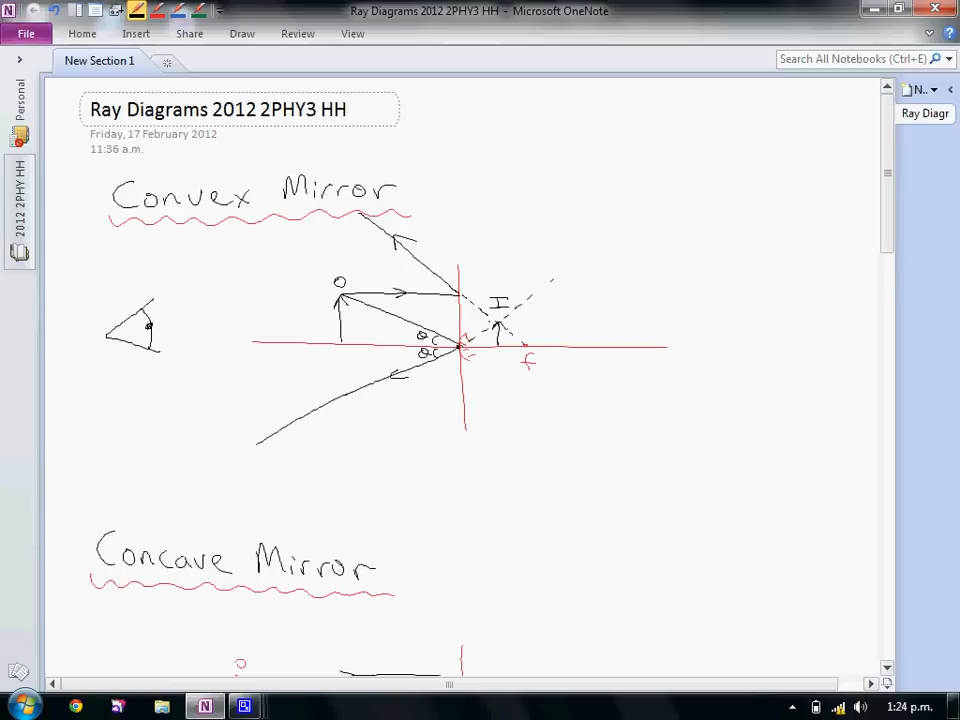 Ray Diagrams 2012 2PHY3 HH - Microsoft OneNote
File Home Insert Share Draw Review View
New Section 1
Search All Notebooks (Ctrl+E)
N..
Personal
2012 2PHY HH
Ray Diagr
Ray Diagrams 2012 2PHY3 HH
Friday, 17 February 2012
11:36 a.m.
Convex Mirror
O
I
θ
θ
f
Concave Mirror
o
1:24 p.m.